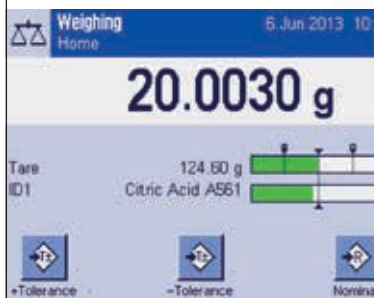 Weighing 6 Jun 2013 10
Home
20.0030 g
Tare 124.60 g
ID1 Citric Acid A561
+Tolerance -Tolerance Nomina